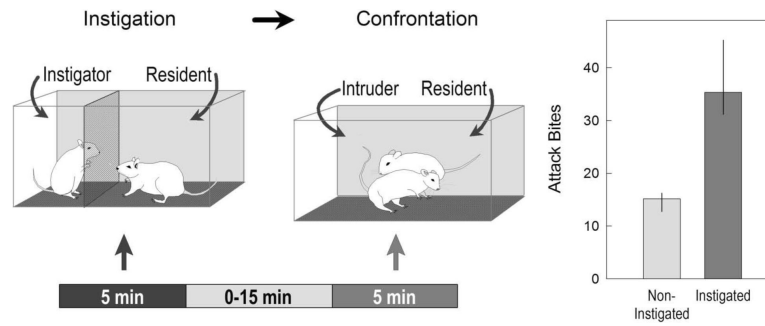 Instigation
Confrontation
Instigator
Resident
Intruder
Resident
5 min
0-15 min
5 min
Attack Bites
40
30
20
10
0
Non-
Instigated
Instigated